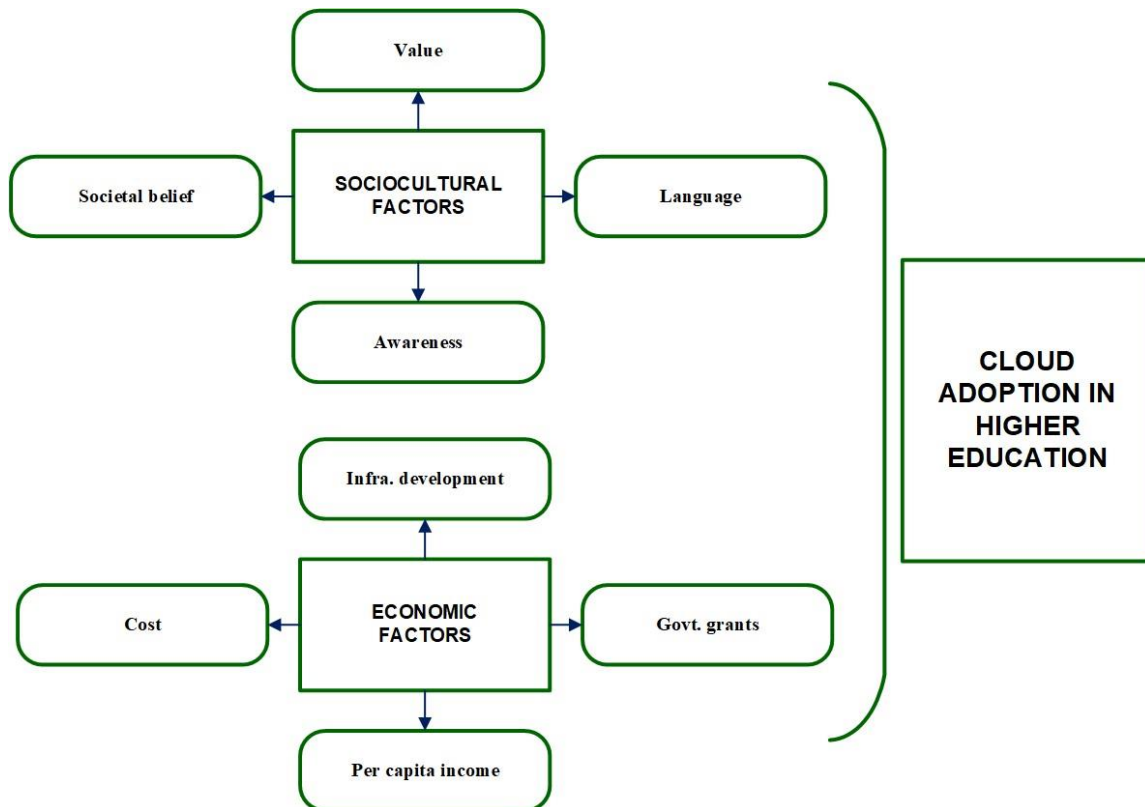 Value
Societal belief
SOCIOCULTURAL
FACTORS
Language
Awareness
Infra. development
Cost
ECONOMIC
FACTORS
Govt. grants
Per capita income
CLOUD
ADOPTION IN
HIGHER
EDUCATION